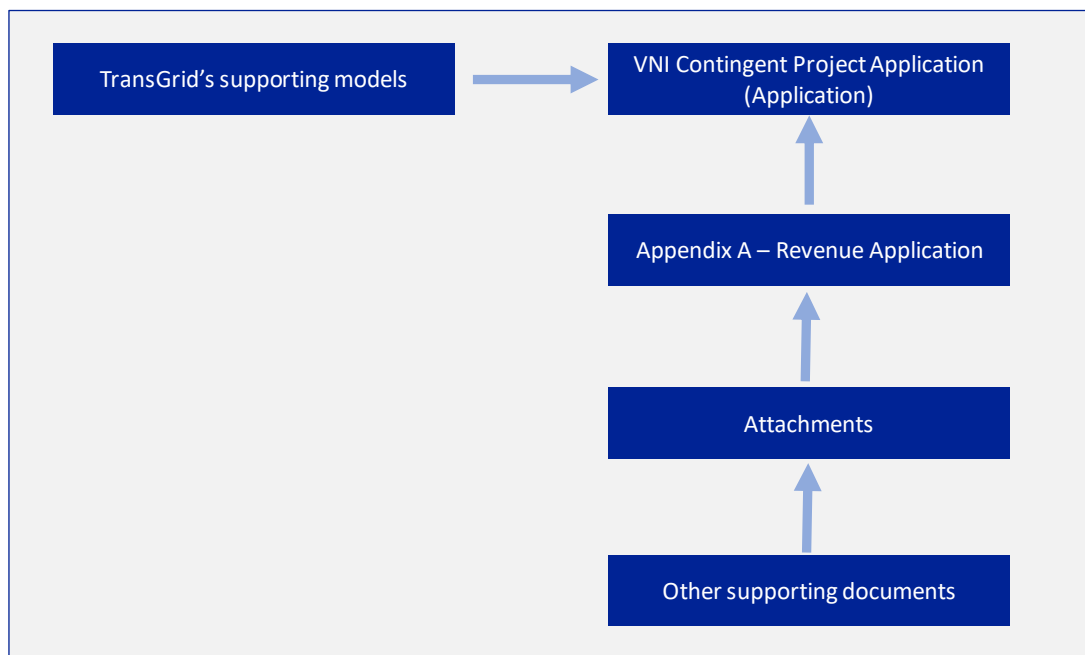 TransGrid’s supporting models
VNI Contingent Project Application
(Application)
Appendix A – Revenue Application
Attachments
Other supporting documents